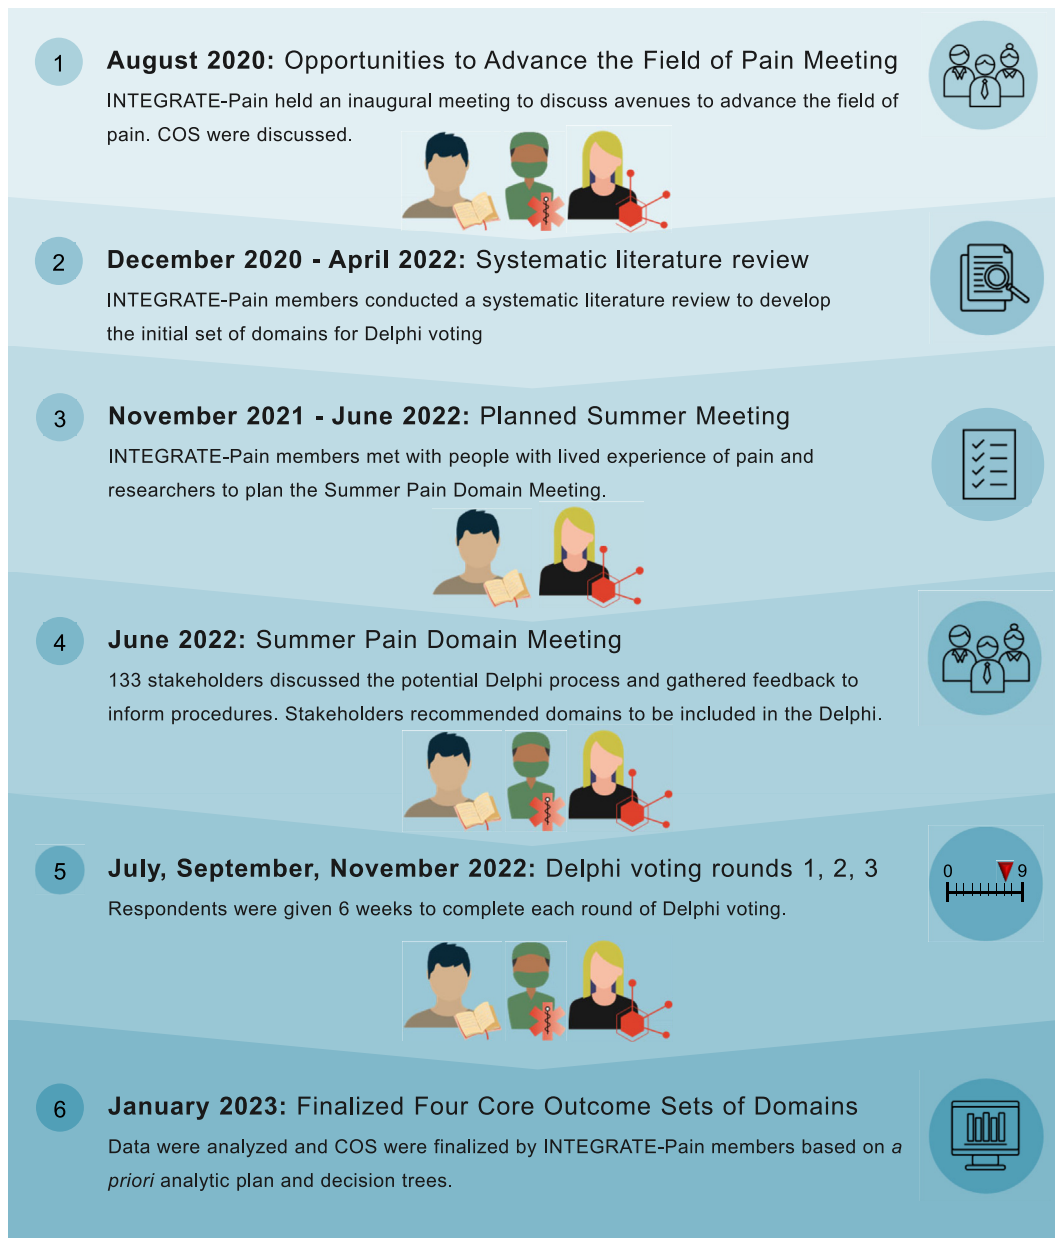 1
August 2020: Opportunities to Advance the Field of Pain Meeting
INTEGRATE-Pain held an inaugural meeting to discuss avenues to advance the field of
pain. COS were discussed.
2
December 2020 - April 2022: Systematic literature review
INTEGRATE-Pain members conducted a systematic literature review to develop
the initial set of domains for Delphi voting
3
November 2021 - June 2022: Planned Summer Meeting
INTEGRATE-Pain members met with people with lived experience of pain and
researchers to plan the Summer Pain Domain Meeting.
4
June 2022: Summer Pain Domain Meeting
133 stakeholders discussed the potential Delphi process and gathered feedback to
inform procedures. Stakeholders recommended domains to be included in the Delphi.
5
July, September, November 2022: Delphi voting rounds 1, 2, 3
Respondents were given 6 weeks to complete each round of Delphi voting.
0 9
6
January 2023: Finalized Four Core Outcome Sets of Domains
Data were analyzed and COS were finalized by INTEGRATE-Pain members based on a
priori analytic plan and decision trees.